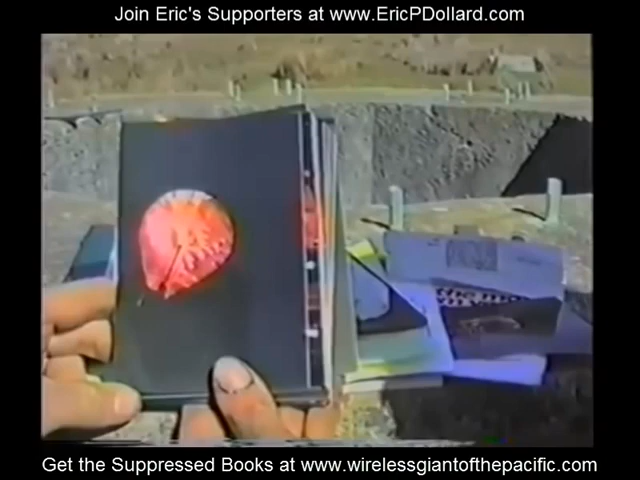 Join Eric's Supporters at www.EricPDollard.com
Get the Suppressed Books at www.wirelessgiantofthepacific.com